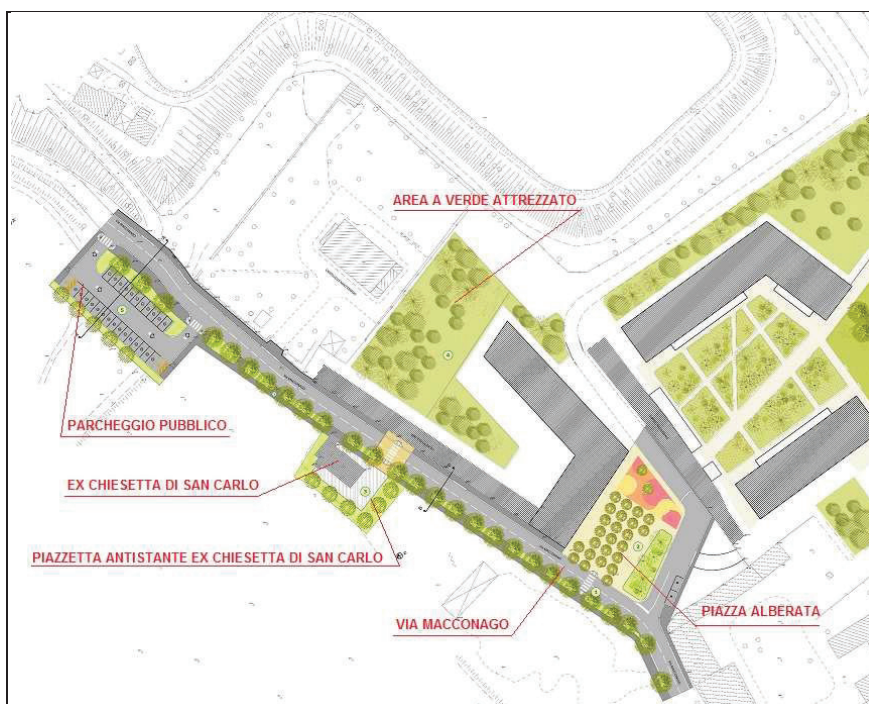 AREA A VERDE ATTREZZATO
PARCHEGGIO PUBBLICO
EX CHIESETTA DI SAN CARLO
PIAZZETTA ANTISTANTE EX CHIESETTA DI SAN CARLO
VIA MACCONAGO
PIAZZA ALBERATA